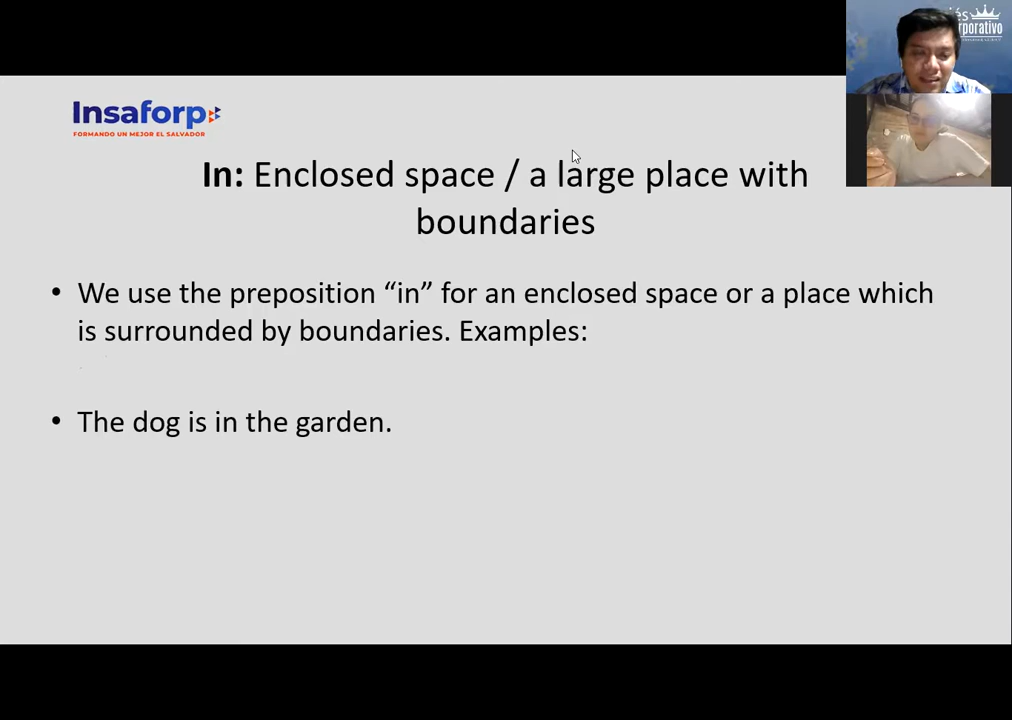 Insaforp
FORMANDO UN MEJOR EL SALVADOR
In: Enclosed space / a large place with
boundaries
• We use the preposition “in” for an enclosed space or a place which
is surrounded by boundaries. Examples:
• The dog is in the garden.